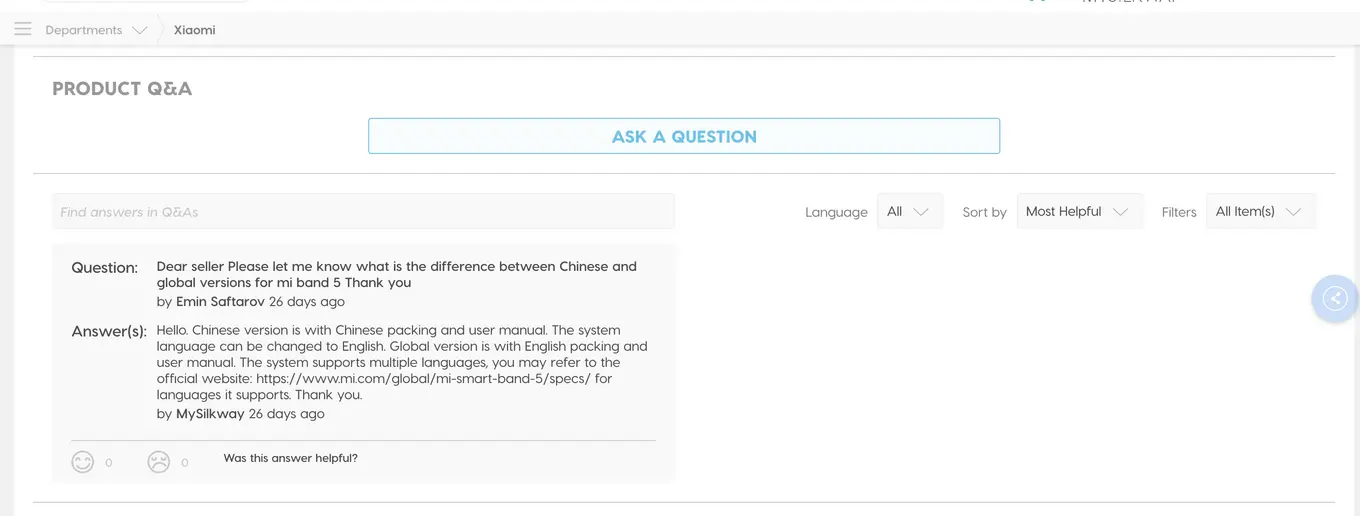 Departments
Xiaomi
PRODUCT Q&A
ASK A QUESTION
Find answers in Q&As
Language All Sort by Most Helpful Filters All Item(s)
Question: Dear seller Please let me know what is the difference between Chinese and
global versions for mi band 5 Thank you
by Emin Saftarov 26 days ago
Answer(s): Hello. Chinese version is with Chinese packing and user manual. The system
language can be changed to English. Global version is with English packing and
user manual. The system supports multiple languages, you may refer to the
official website: https://www.mi.com/global/mi-smart-band-5/specs/ for
languages it supports. Thank you.
by MySilkway 26 days ago
0 0 Was this answer helpful?